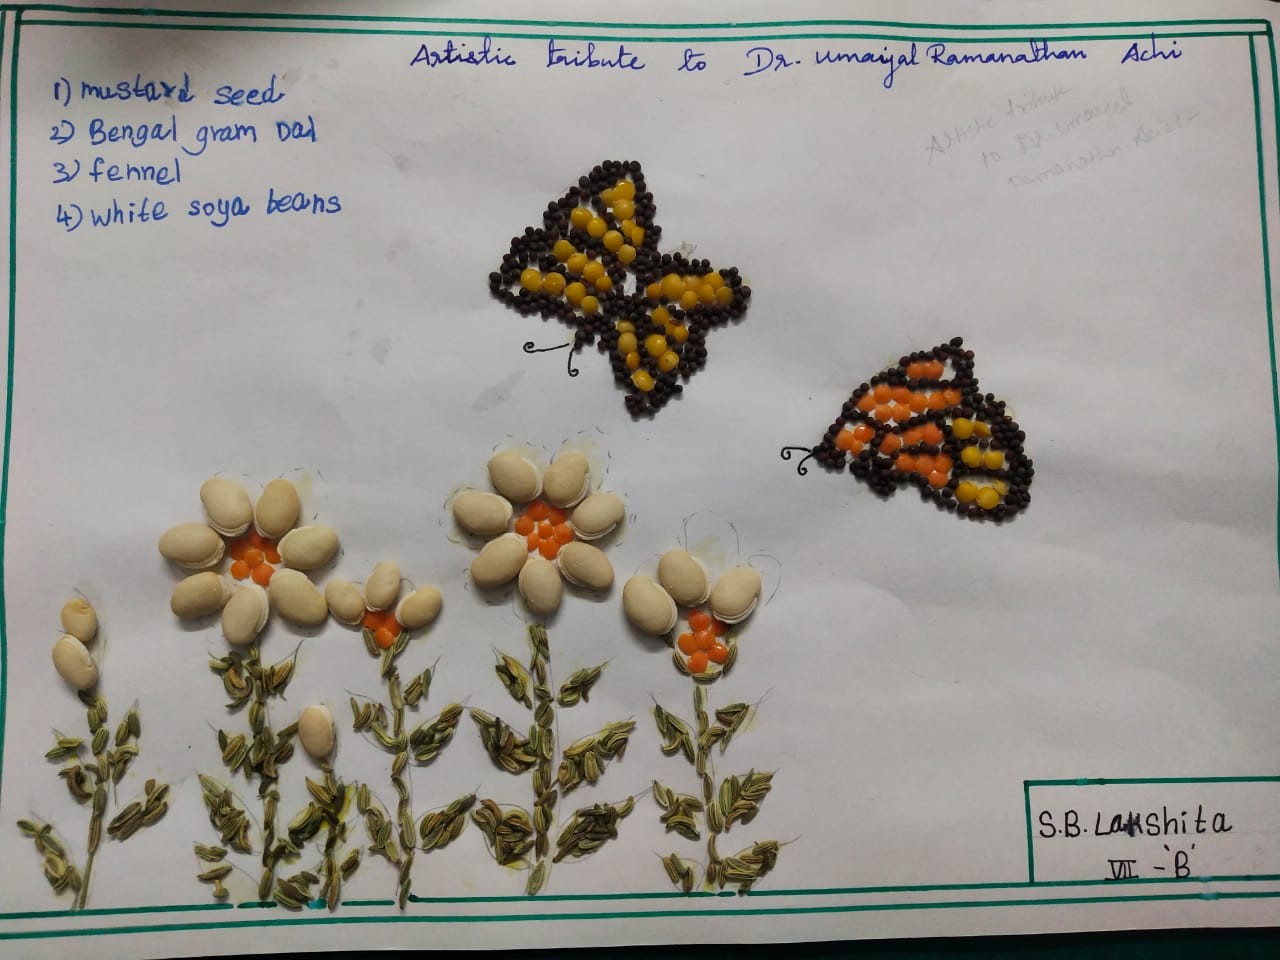 Artistic tribute to Dr. Umaiyal Ramanathan Achi
1) mustard seed
2) Bengal gram Dal
3) fennel
4) white soya beans
Artistic tribute
to Dr. Umaiyal
Ramanathan Achi
S.B. Lakshita
VII - 'B'